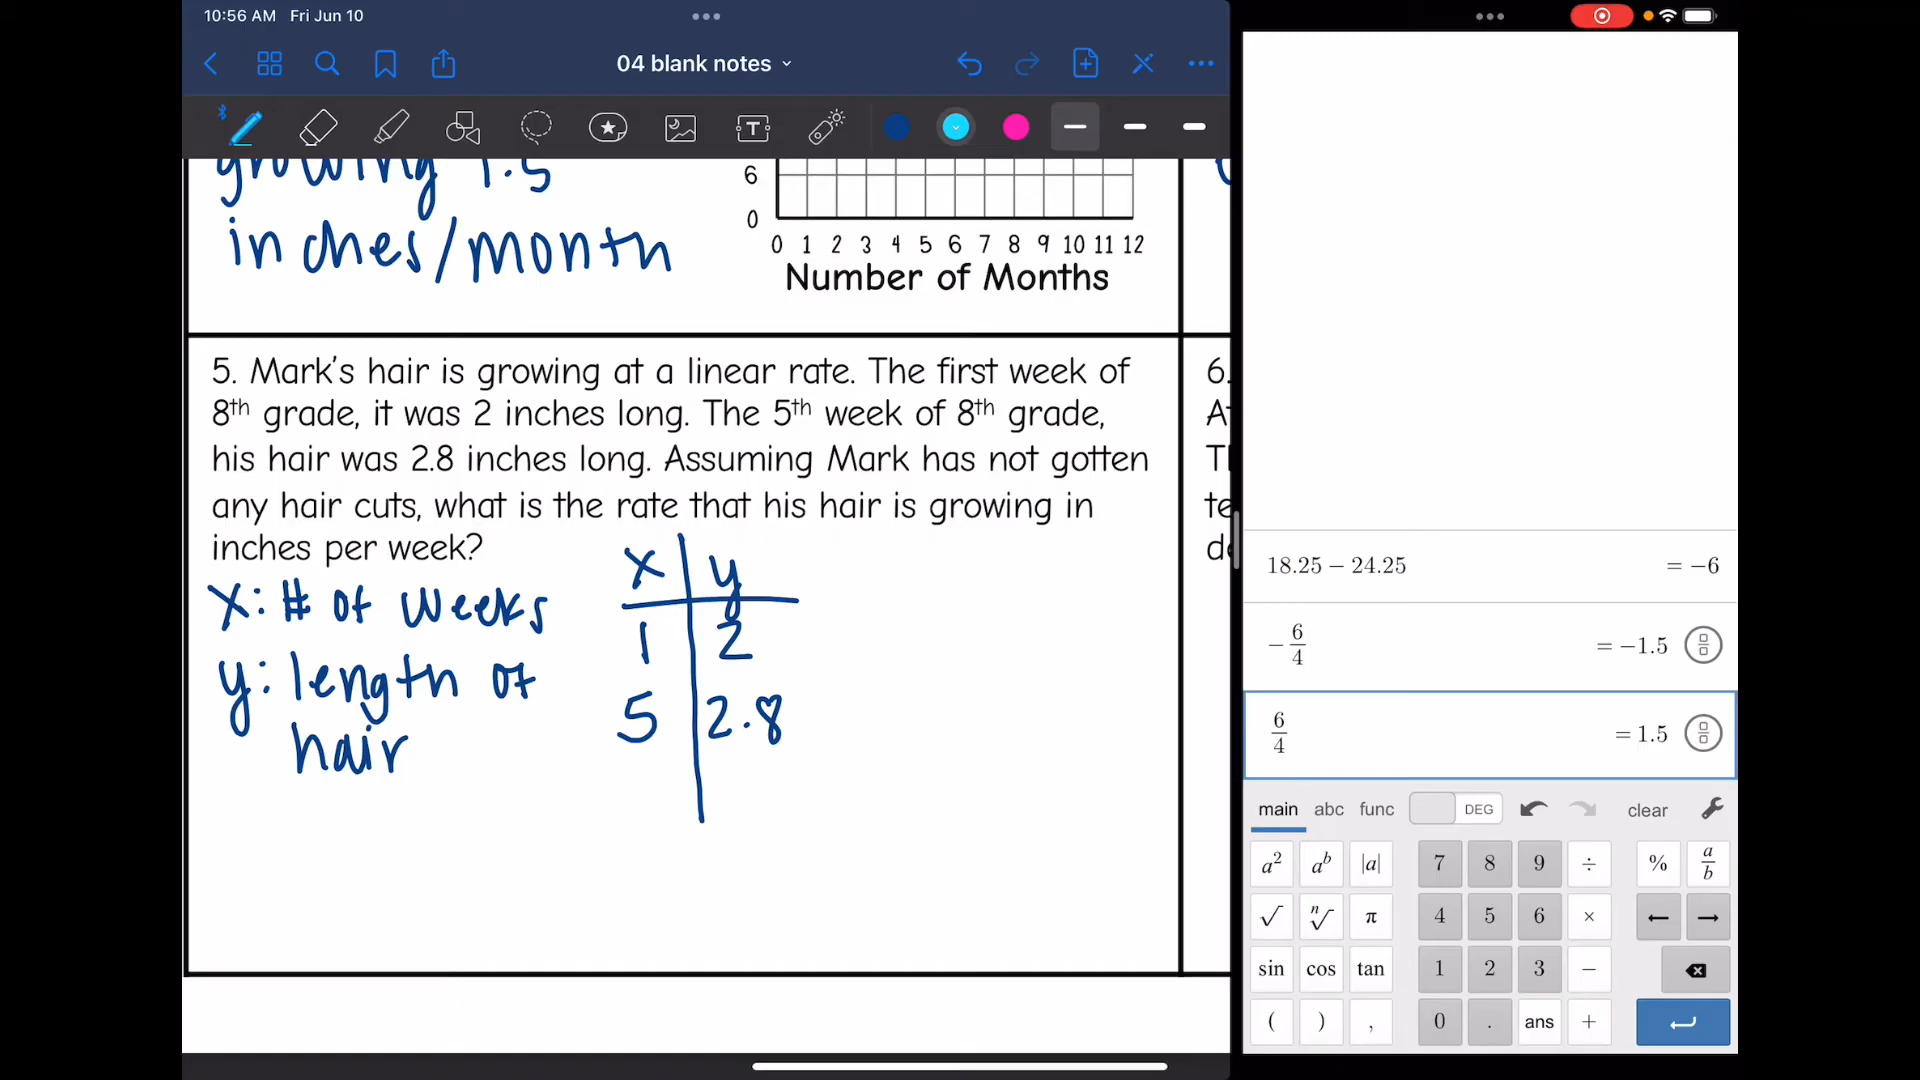 10:56 AM Fri Jun 10
04 blank notes
growing 1.5
inches/month
6
0
0 1 2 3 4 5 6 7 8 9 10 11 12
Number of Months
5. Mark's hair is growing at a linear rate. The first week of
8th grade, it was 2 inches long. The 5th week of 8th grade,
his hair was 2.8 inches long. Assuming Mark has not gotten
any hair cuts, what is the rate that his hair is growing in
inches per week?
x: # of weeks
y: length of
hair
x y
1 2
5 2.8
6.
18.25 − 24.25 = −6
−6/4 = −1.5
6/4 = 1.5
main abc func DEG clear
a² aᵇ |a| 7 8 9 ÷ % a/b
√ ⁿ√ π 4 5 6 × ← →
sin cos tan 1 2 3 −
( ) , 0 . ans +